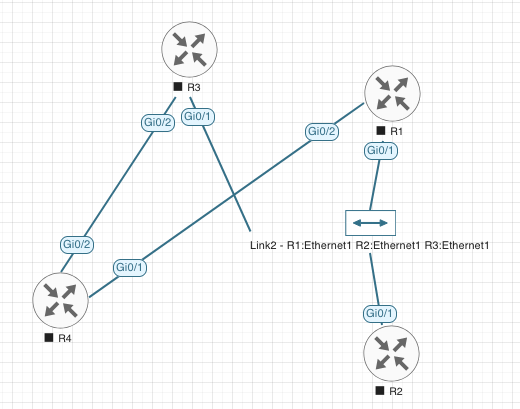 R3
Gi0/2
Gi0/1
R1
Gi0/2
Gi0/1
Link2 - R1:Ethernet1 R2:Ethernet1 R3:Ethernet1
Gi0/2
Gi0/1
R4
Gi0/1
R2